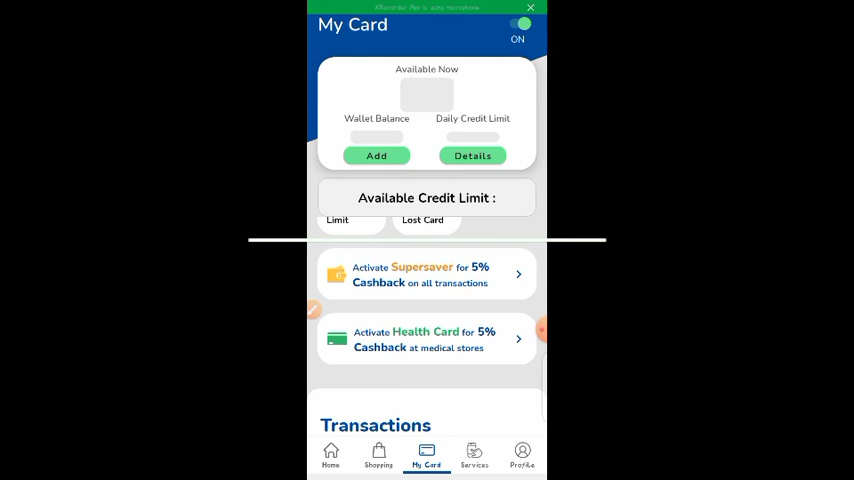 XRecorder App is using microphone
My Card
ON
Available Now
Wallet Balance Daily Credit Limit
Add Details
Available Credit Limit :
Limit Lost Card
Activate Supersaver for 5%
Cashback on all transactions
Activate Health Card for 5%
Cashback at medical stores
Transactions
Home Shopping My Card Services Profile